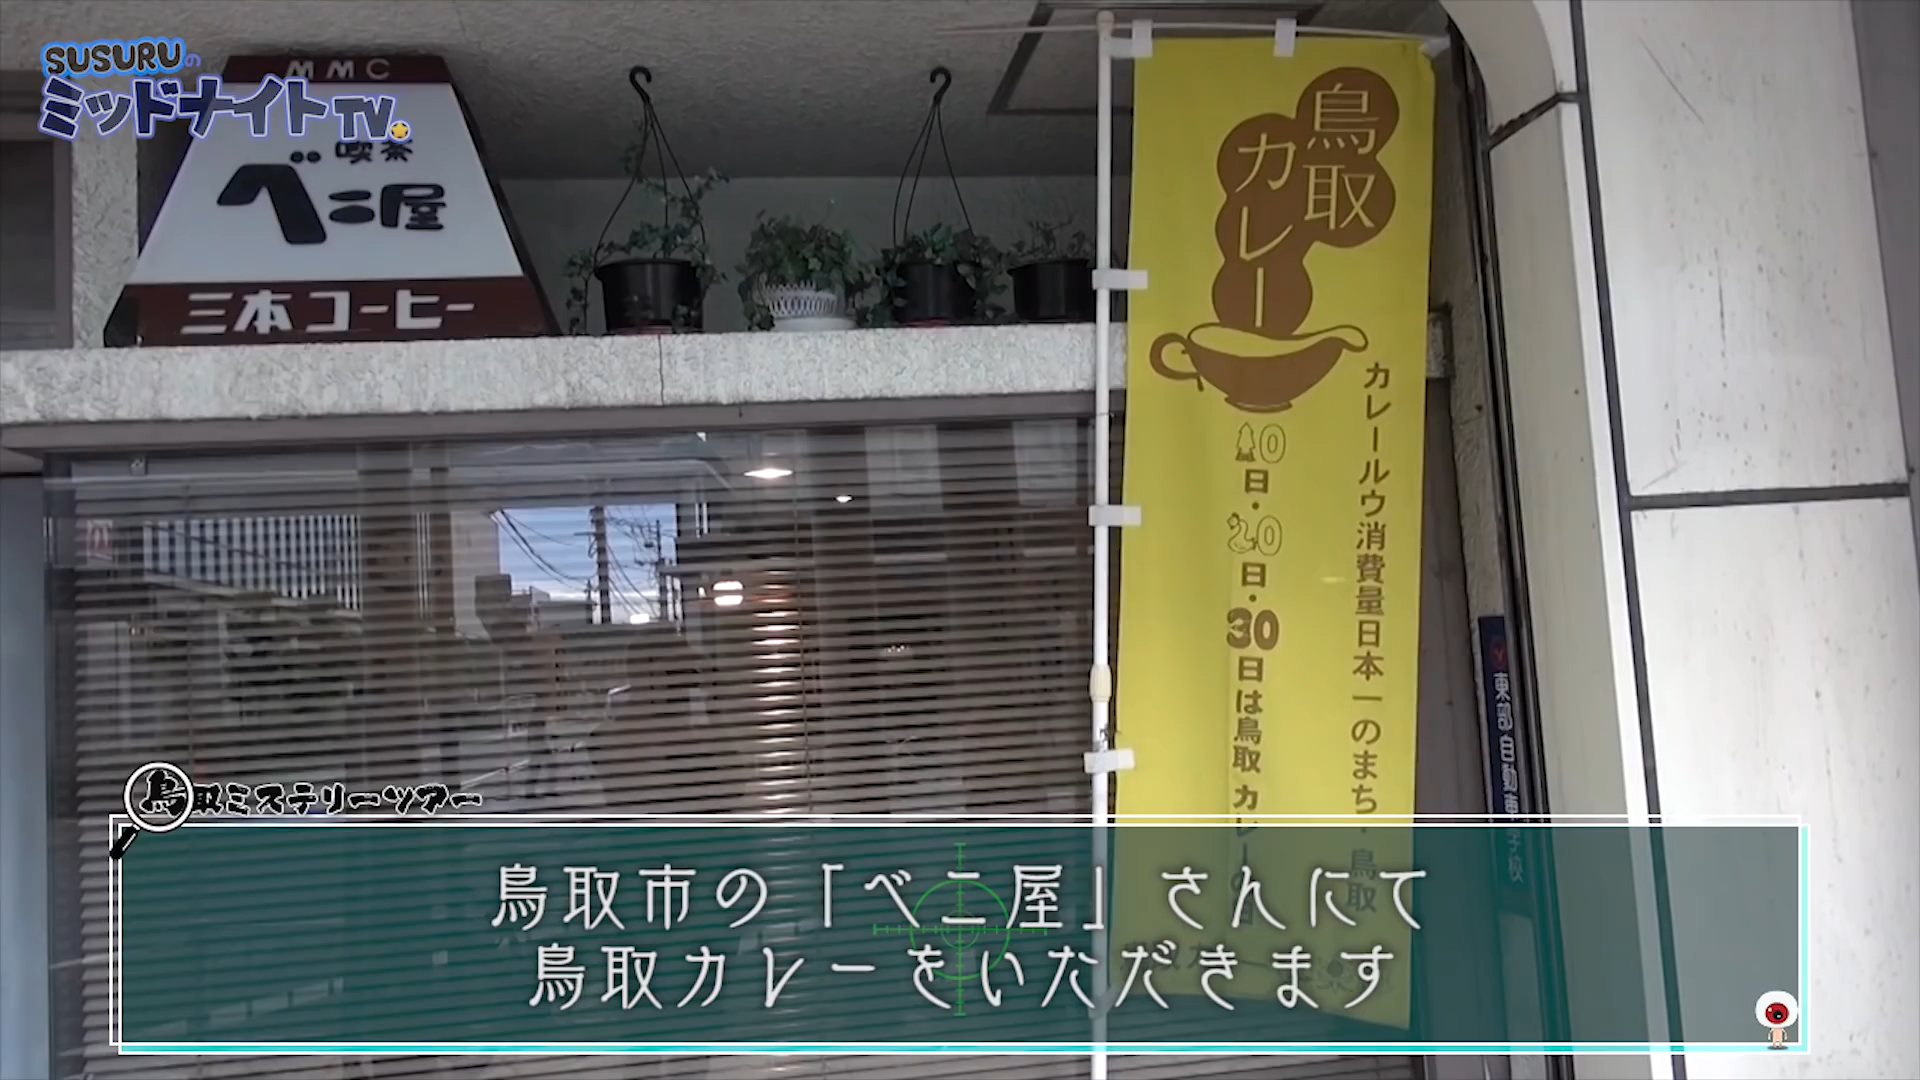 SUSURUの
ミッドナイトTV
MMC
喫茶
べニ屋
三本コーヒー
鳥取
カレー
カレールウ消費量日本一のまち・鳥取
10日・20日・30日は鳥取カレーの日
東部自動車学校
鳥取ミステリーツアー
鳥取市の「べニ屋」さんにて
鳥取カレーをいただきます